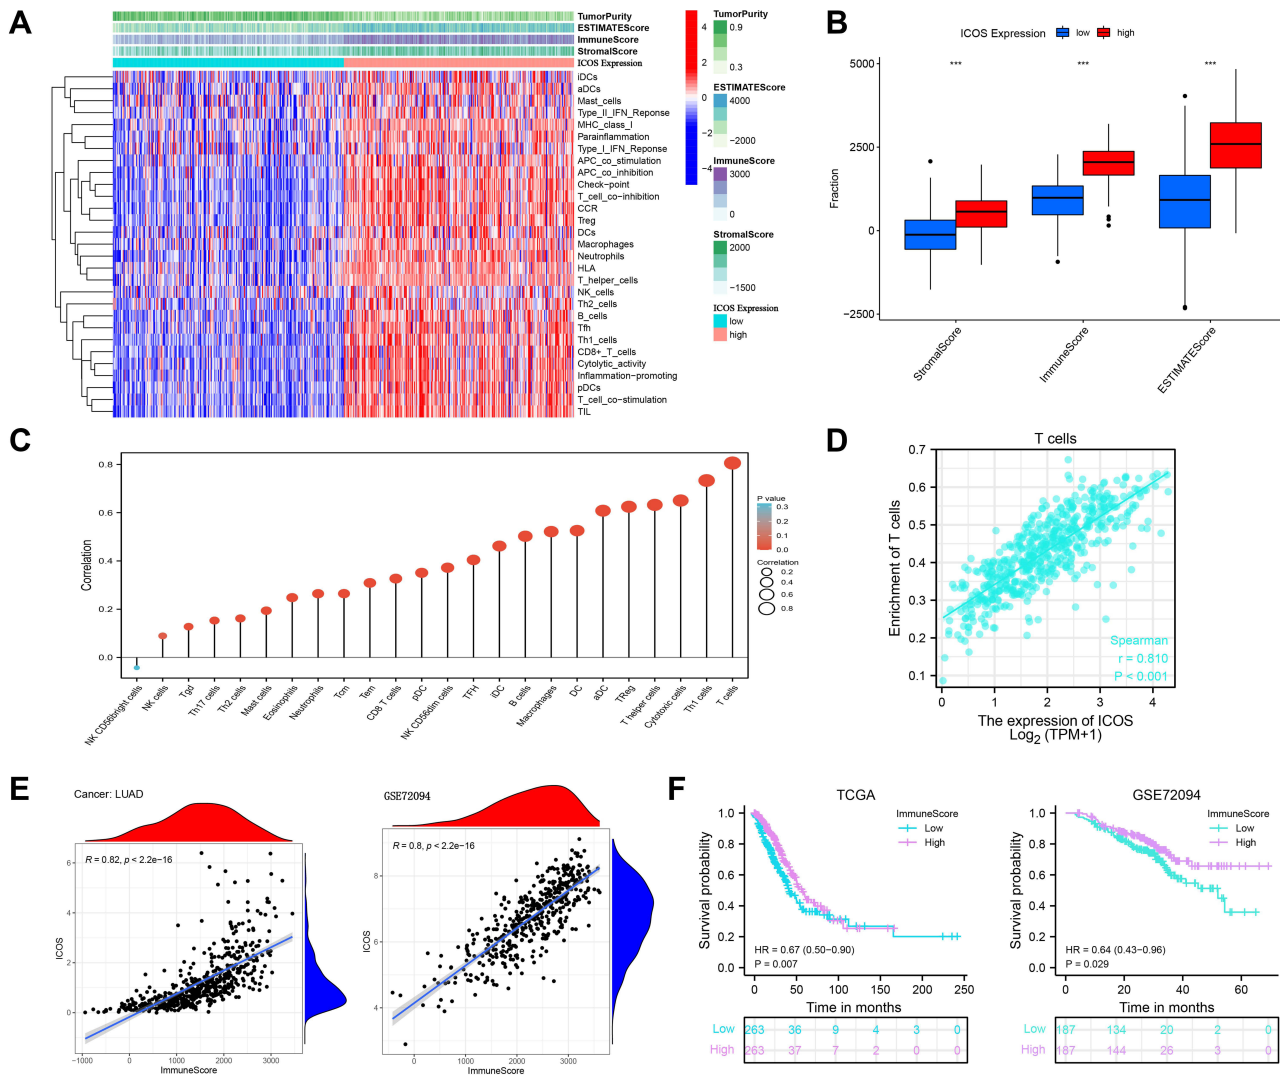 A
TumorPurity
ESTIMATEScore
ImmuneScore
StromalScore
ICOS Expression
iDCs
aDCs
Mast_cells
Type_II_IFN_Reponse
MHC_class_I
Parainflammation
Type_I_IFN_Reponse
APC_co_stimulation
APC_co_inhibition
Check-point
T_cell_co-inhibition
CCR
Treg
DCs
Macrophages
Neutrophils
HLA
T_helper_cells
NK_cells
Th2_cells
B_cells
Tfh
Th1_cells
CD8+_T_cells
Cytolytic_activity
Inflammation-promoting
pDCs
T_cell_co-stimulation
TIL
4
2
0
−2
−4
TumorPurity
0.9
0.3
ESTIMATEScore
4000
−2000
ImmuneScore
3000
0
StromalScore
2000
−1500
ICOS Expression
low
high
B
ICOS Expression low high
5000
2500
0
−2500
Fraction
*** *** ***
StromalScore
ImmuneScore
ESTIMATEScore
C
0.8
0.6
0.4
0.2
0.0
Correlation
P value
0.3
0.2
0.1
0.0
Correlation
0.2
0.4
0.6
0.8
NK CD56bright cells
NK cells
Tgd
Th17 cells
Th2 cells
Mast cells
Eosinophils
Neutrophils
Tcm
Tem
CD8 T cells
pDC
NK CD56dim cells
TFH
iDC
B cells
Macrophages
DC
aDC
TReg
T helper cells
Cytotoxic cells
Th1 cells
T cells
D
T cells
0.7
0.6
0.5
0.4
0.3
0.2
0.1
Enrichment of T cells
Spearman
r = 0.810
P < 0.001
0 1 2 3 4
The expression of ICOS
Log2 (TPM+1)
E
Cancer: LUAD
R = 0.82, p < 2.2e−16
6
4
2
0
ICOS
−1000 0 1000 2000 3000
ImmuneScore
GSE72094
R = 0.8, p < 2.2e−16
8
6
4
ICOS
0 1000 2000 3000
ImmuneScore
F
TCGA
ImmuneScore
Low
High
1.0
0.8
0.6
0.4
0.2
0.0
Survival probability
HR = 0.67 (0.50−0.90)
P = 0.007
0 50 100 150 200 250
Time in months
Low 263 36 9 4 3 0
High 263 37 7 2 0 0
GSE72094
ImmuneScore
Low
High
1.0
0.8
0.6
0.4
0.2
0.0
Survival probability
HR = 0.64 (0.43−0.96)
P = 0.029
0 20 40 60
Time in months
Low 187 134 20 2 0
High 187 144 26 3 0